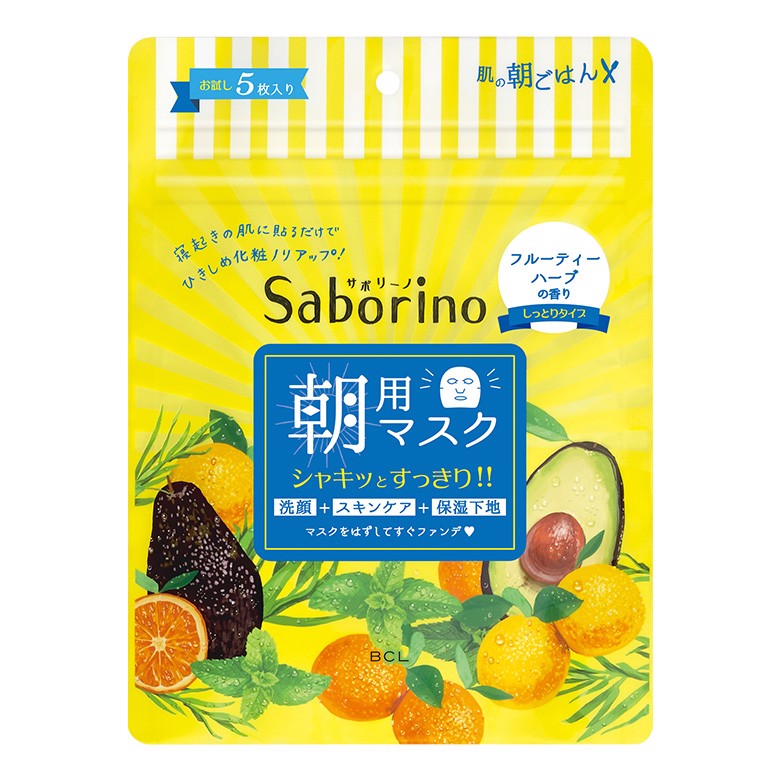 お試し 5枚入り
肌の朝ごはん
寝起きの肌に貼るだけで
ひきしめ化粧ノリアップ!
サボリーノ
Saborino
フルーティー
ハーブ
の香り
しっとりタイプ
朝用マスク
シャキッとすっきり!!
洗顔+スキンケア+保湿下地
マスクをはずしてすぐファンデ♥
BCL